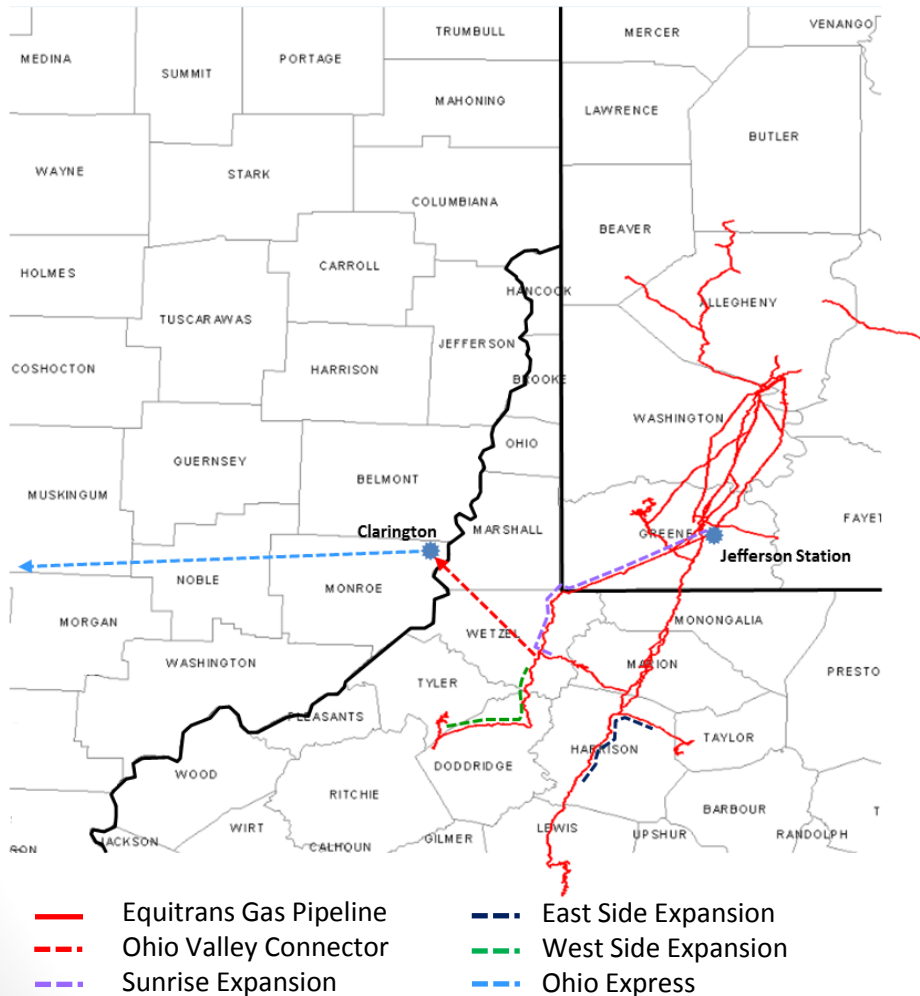 TRUMBULL
MERCER
VENANGO
MEDINA
SUMMIT
PORTAGE
MAHONING
LAWRENCE
BUTLER
WAYNE
STARK
COLUMBIANA
BEAVER
HOLMES
CARROLL
HANCOCK
ALLEGHENY
TUSCARAWAS
JEFFERSON
COSHOCTON
HARRISON
BROOKE
WASHINGTON
OHIO
GUERNSEY
BELMONT
MUSKINGUM
MARSHALL
FAYET
Clarington
GREENE
Jefferson Station
NOBLE
MONROE
MORGAN
MONONGALIA
WETZEL
WASHINGTON
MARION
PRESTO
TYLER
PLEASANTS
TAYLOR
HARRISON
DODDRIDGE
WOOD
RITCHIE
BARBOUR
T
WIRT
LEWIS
UPSHUR
RANDOLPH
JACKSON
GILMER
CALHOUN
SON
Equitrans Gas Pipeline
East Side Expansion
Ohio Valley Connector
West Side Expansion
Sunrise Expansion
Ohio Express